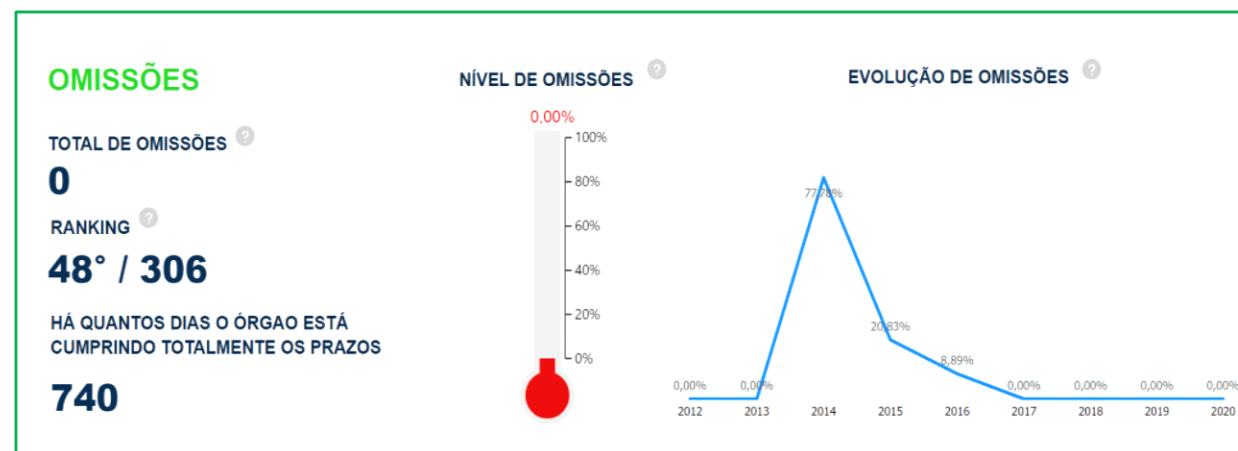 OMISSÕES
TOTAL DE OMISSÕES ?
0
RANKING ?
48° / 306
HÁ QUANTOS DIAS O ÓRGAO ESTÁ
CUMPRINDO TOTALMENTE OS PRAZOS
740
NÍVEL DE OMISSÕES ?
0,00%
100%
80%
60%
40%
20%
0%
EVOLUÇÃO DE OMISSÕES ?
77,78%
20,83%
8,89%
0,00% 0,00% 0,00% 0,00% 0,00% 0,00%
2012 2013 2014 2015 2016 2017 2018 2019 2020